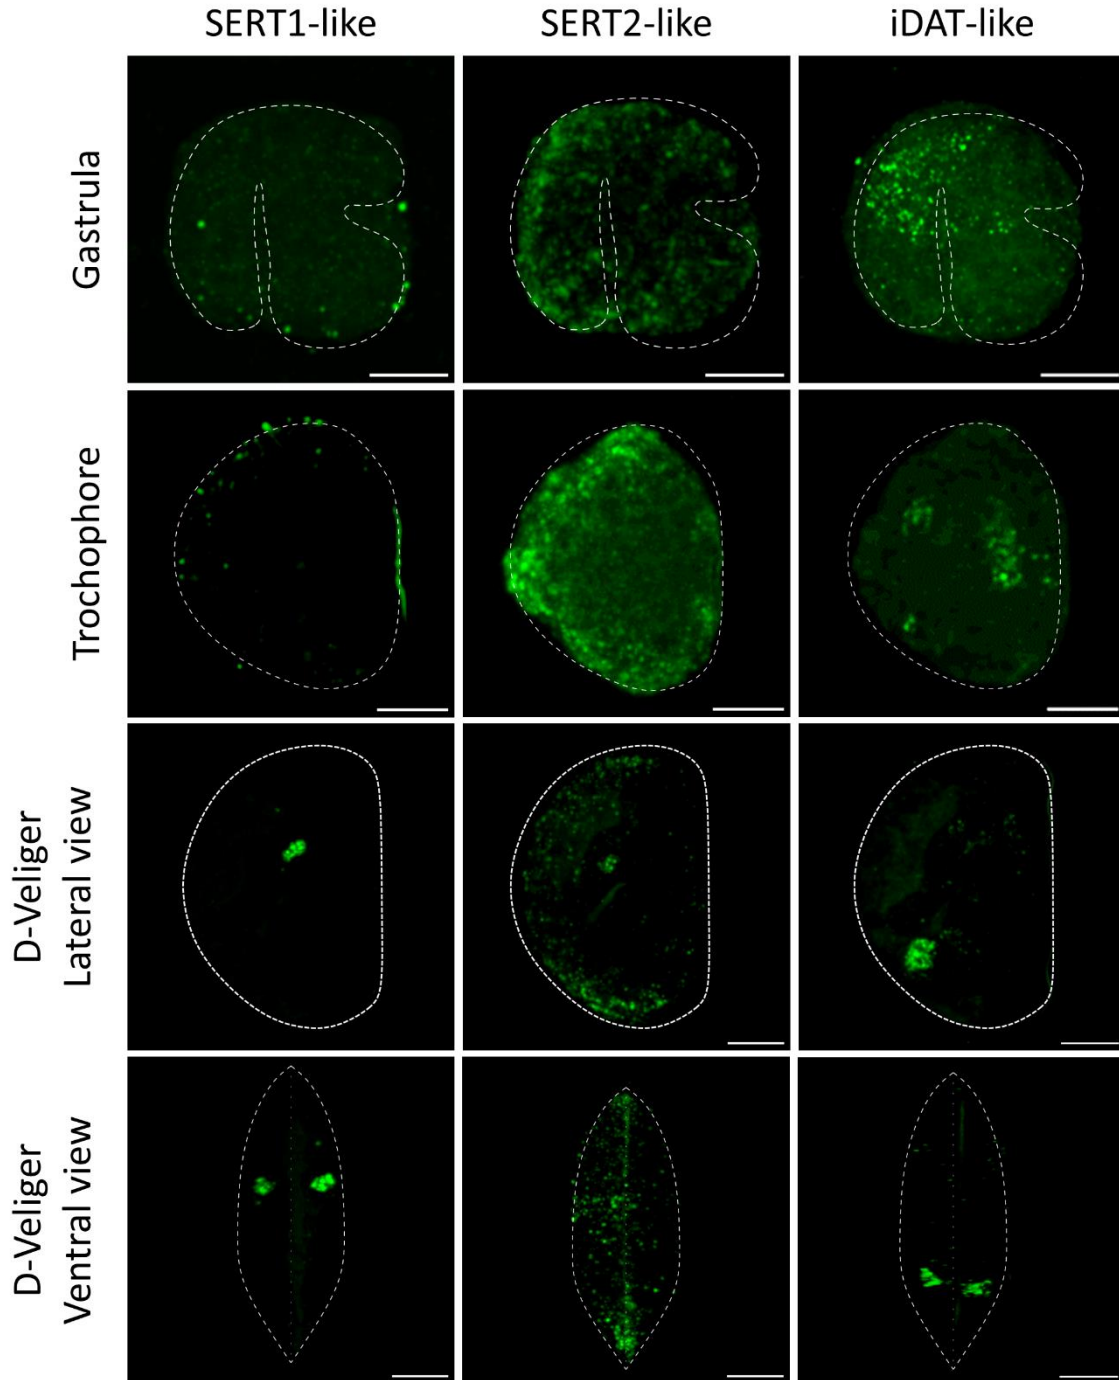 SERT1-like
SERT2-like
iDAT-like
Gastrula
Trochophore
D-Veliger
Lateral view
D-Veliger
Ventral view